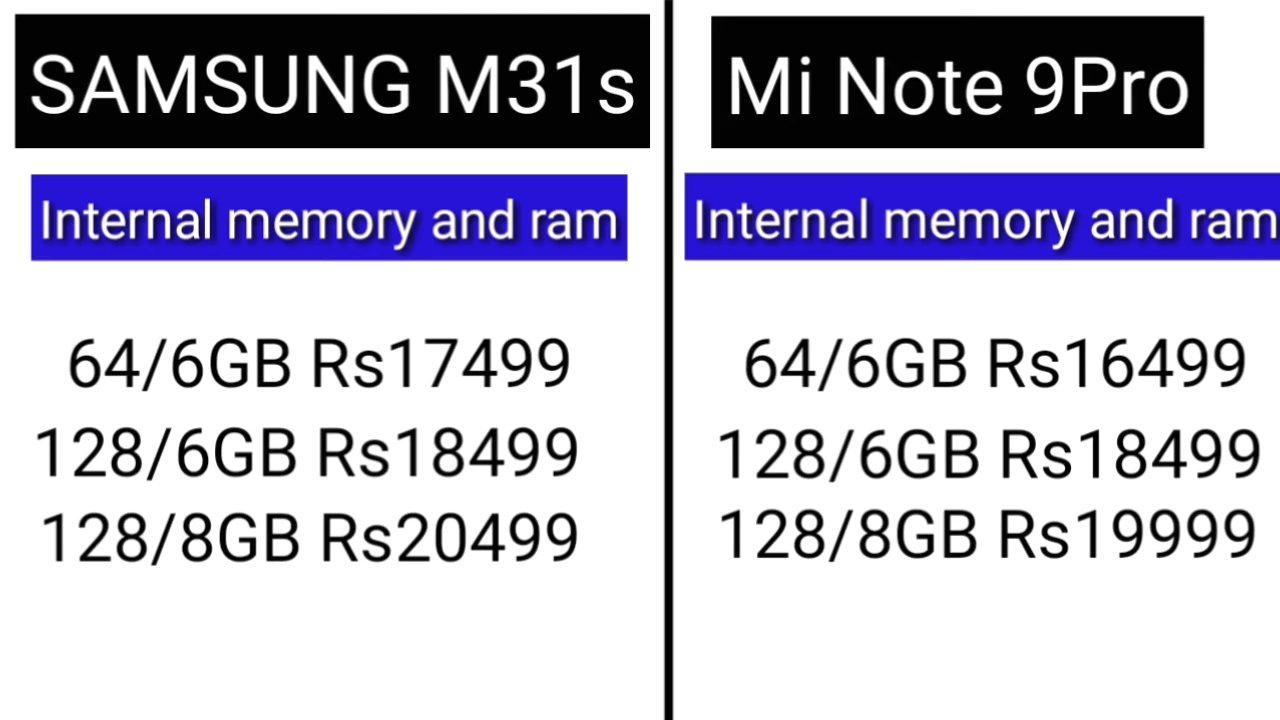 SAMSUNG M31s
Internal memory and ram
64/6GB Rs17499
128/6GB Rs18499
128/8GB Rs20499
Mi Note 9Pro
Internal memory and ram
64/6GB Rs16499
128/6GB Rs18499
128/8GB Rs19999